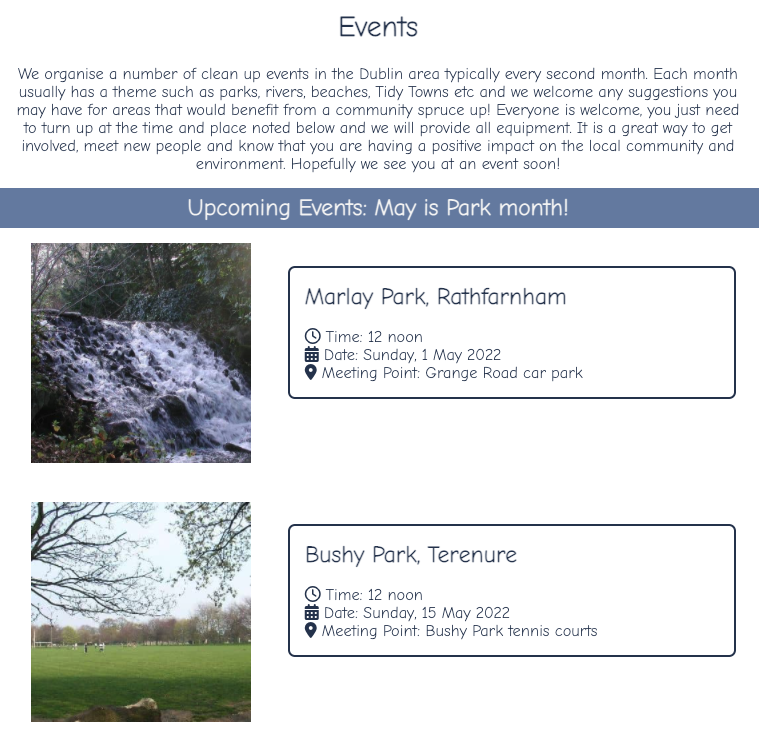 Events
We organise a number of clean up events in the Dublin area typically every second month. Each month
usually has a theme such as parks, rivers, beaches, Tidy Towns etc and we welcome any suggestions you
may have for areas that would benefit from a community spruce up! Everyone is welcome, you just need
to turn up at the time and place noted below and we will provide all equipment. It is a great way to get
involved, meet new people and know that you are having a positive impact on the local community and
environment. Hopefully we see you at an event soon!
Upcoming Events: May is Park month!
Marlay Park, Rathfarnham
Time: 12 noon
Date: Sunday, 1 May 2022
Meeting Point: Grange Road car park
Bushy Park, Terenure
Time: 12 noon
Date: Sunday, 15 May 2022
Meeting Point: Bushy Park tennis courts